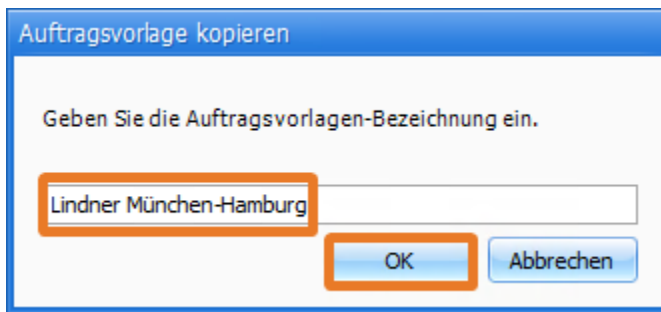 Auftragsvorlage kopieren
Geben Sie die Auftragsvorlagen-Bezeichnung ein.
Lindner München-Hamburg
OK Abbrechen